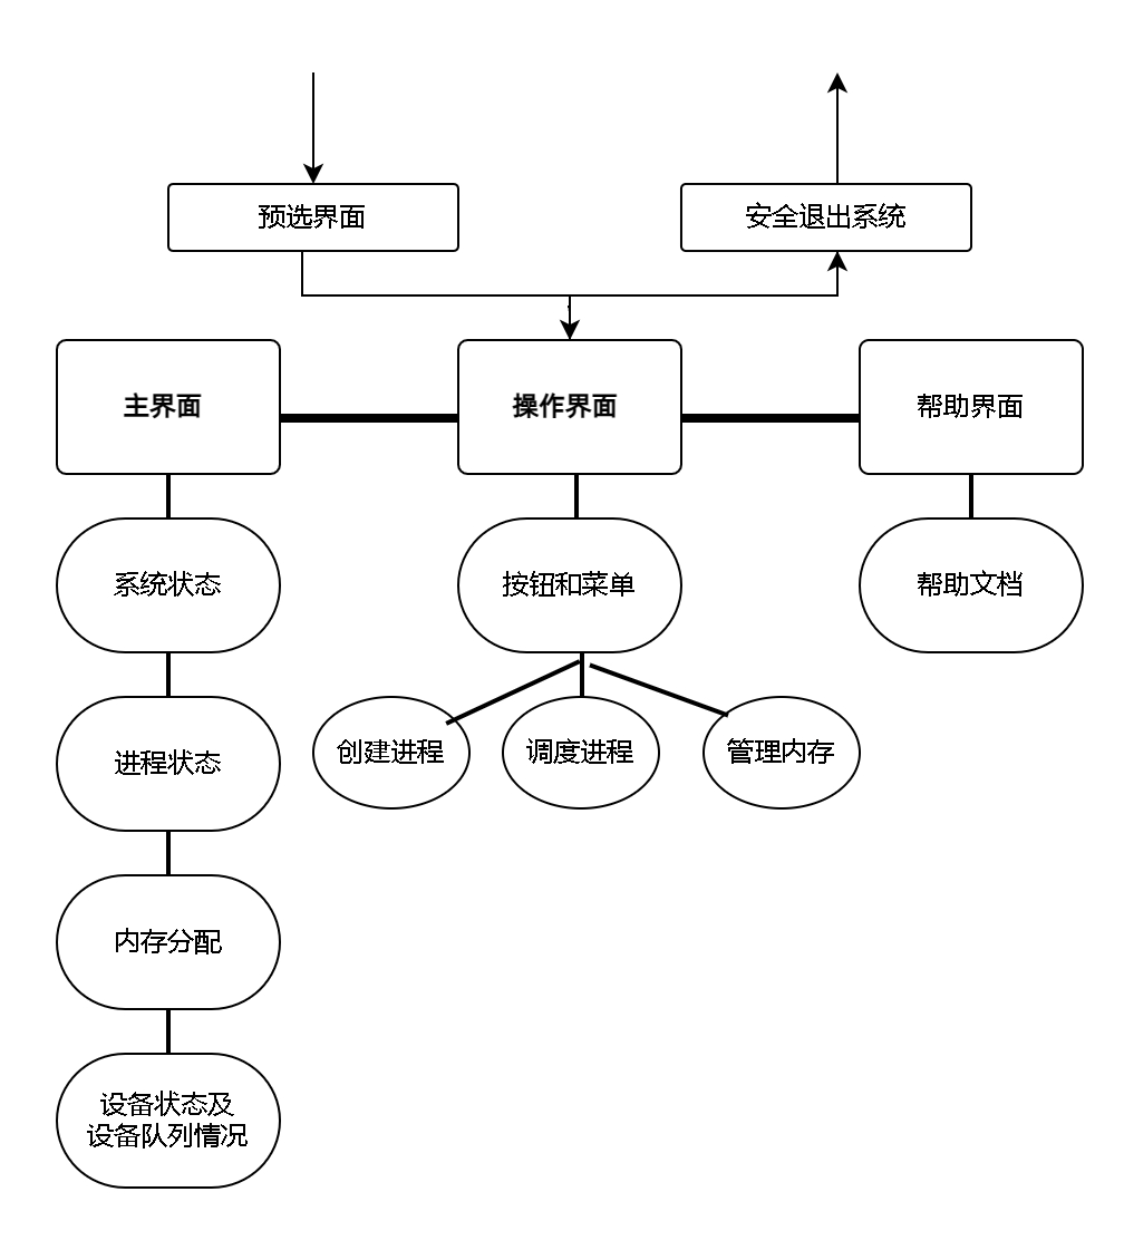 预选界面
安全退出系统
主界面
操作界面
帮助界面
系统状态
按钮和菜单
帮助文档
进程状态
创建进程
调度进程
管理内存
内存分配
设备状态及
设备队列情况